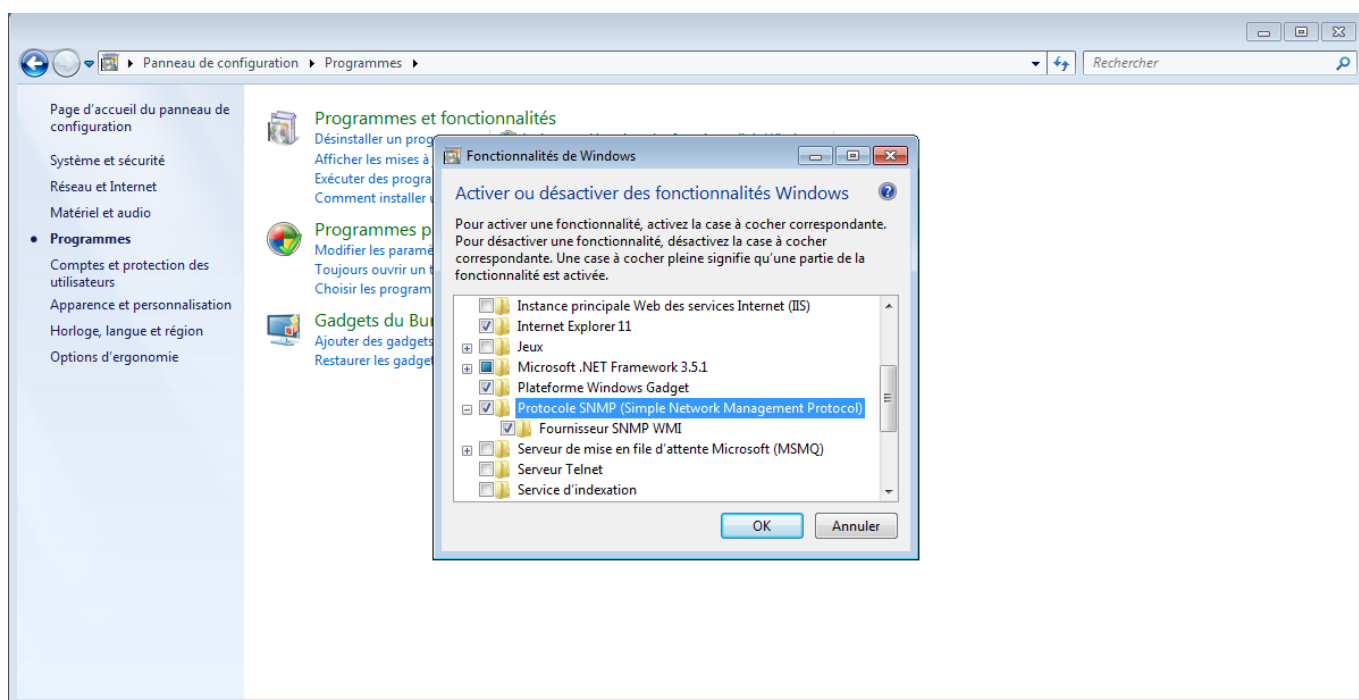 Panneau de configuration ▸ Programmes ▸
Rechercher
Page d'accueil du panneau de
configuration
Système et sécurité
Réseau et Internet
Matériel et audio
Programmes
Comptes et protection des
utilisateurs
Apparence et personnalisation
Horloge, langue et région
Options d'ergonomie
Programmes et fonctionnalités
Désinstaller un prog
Afficher les mises à
Exécuter des progra
Comment installer
Programmes p
Modifier les paramè
Toujours ouvrir un t
Choisir les program
Gadgets du Bu
Ajouter des gadgets
Restaurer les gadget
Fonctionnalités de Windows
Activer ou désactiver des fonctionnalités Windows
Pour activer une fonctionnalité, activez la case à cocher correspondante.
Pour désactiver une fonctionnalité, désactivez la case à cocher
correspondante. Une case à cocher pleine signifie qu'une partie de la
fonctionnalité est activée.
Instance principale Web des services Internet (IIS)
Internet Explorer 11
Jeux
Microsoft .NET Framework 3.5.1
Plateforme Windows Gadget
Protocole SNMP (Simple Network Management Protocol)
Fournisseur SNMP WMI
Serveur de mise en file d'attente Microsoft (MSMQ)
Serveur Telnet
Service d'indexation
OK
Annuler